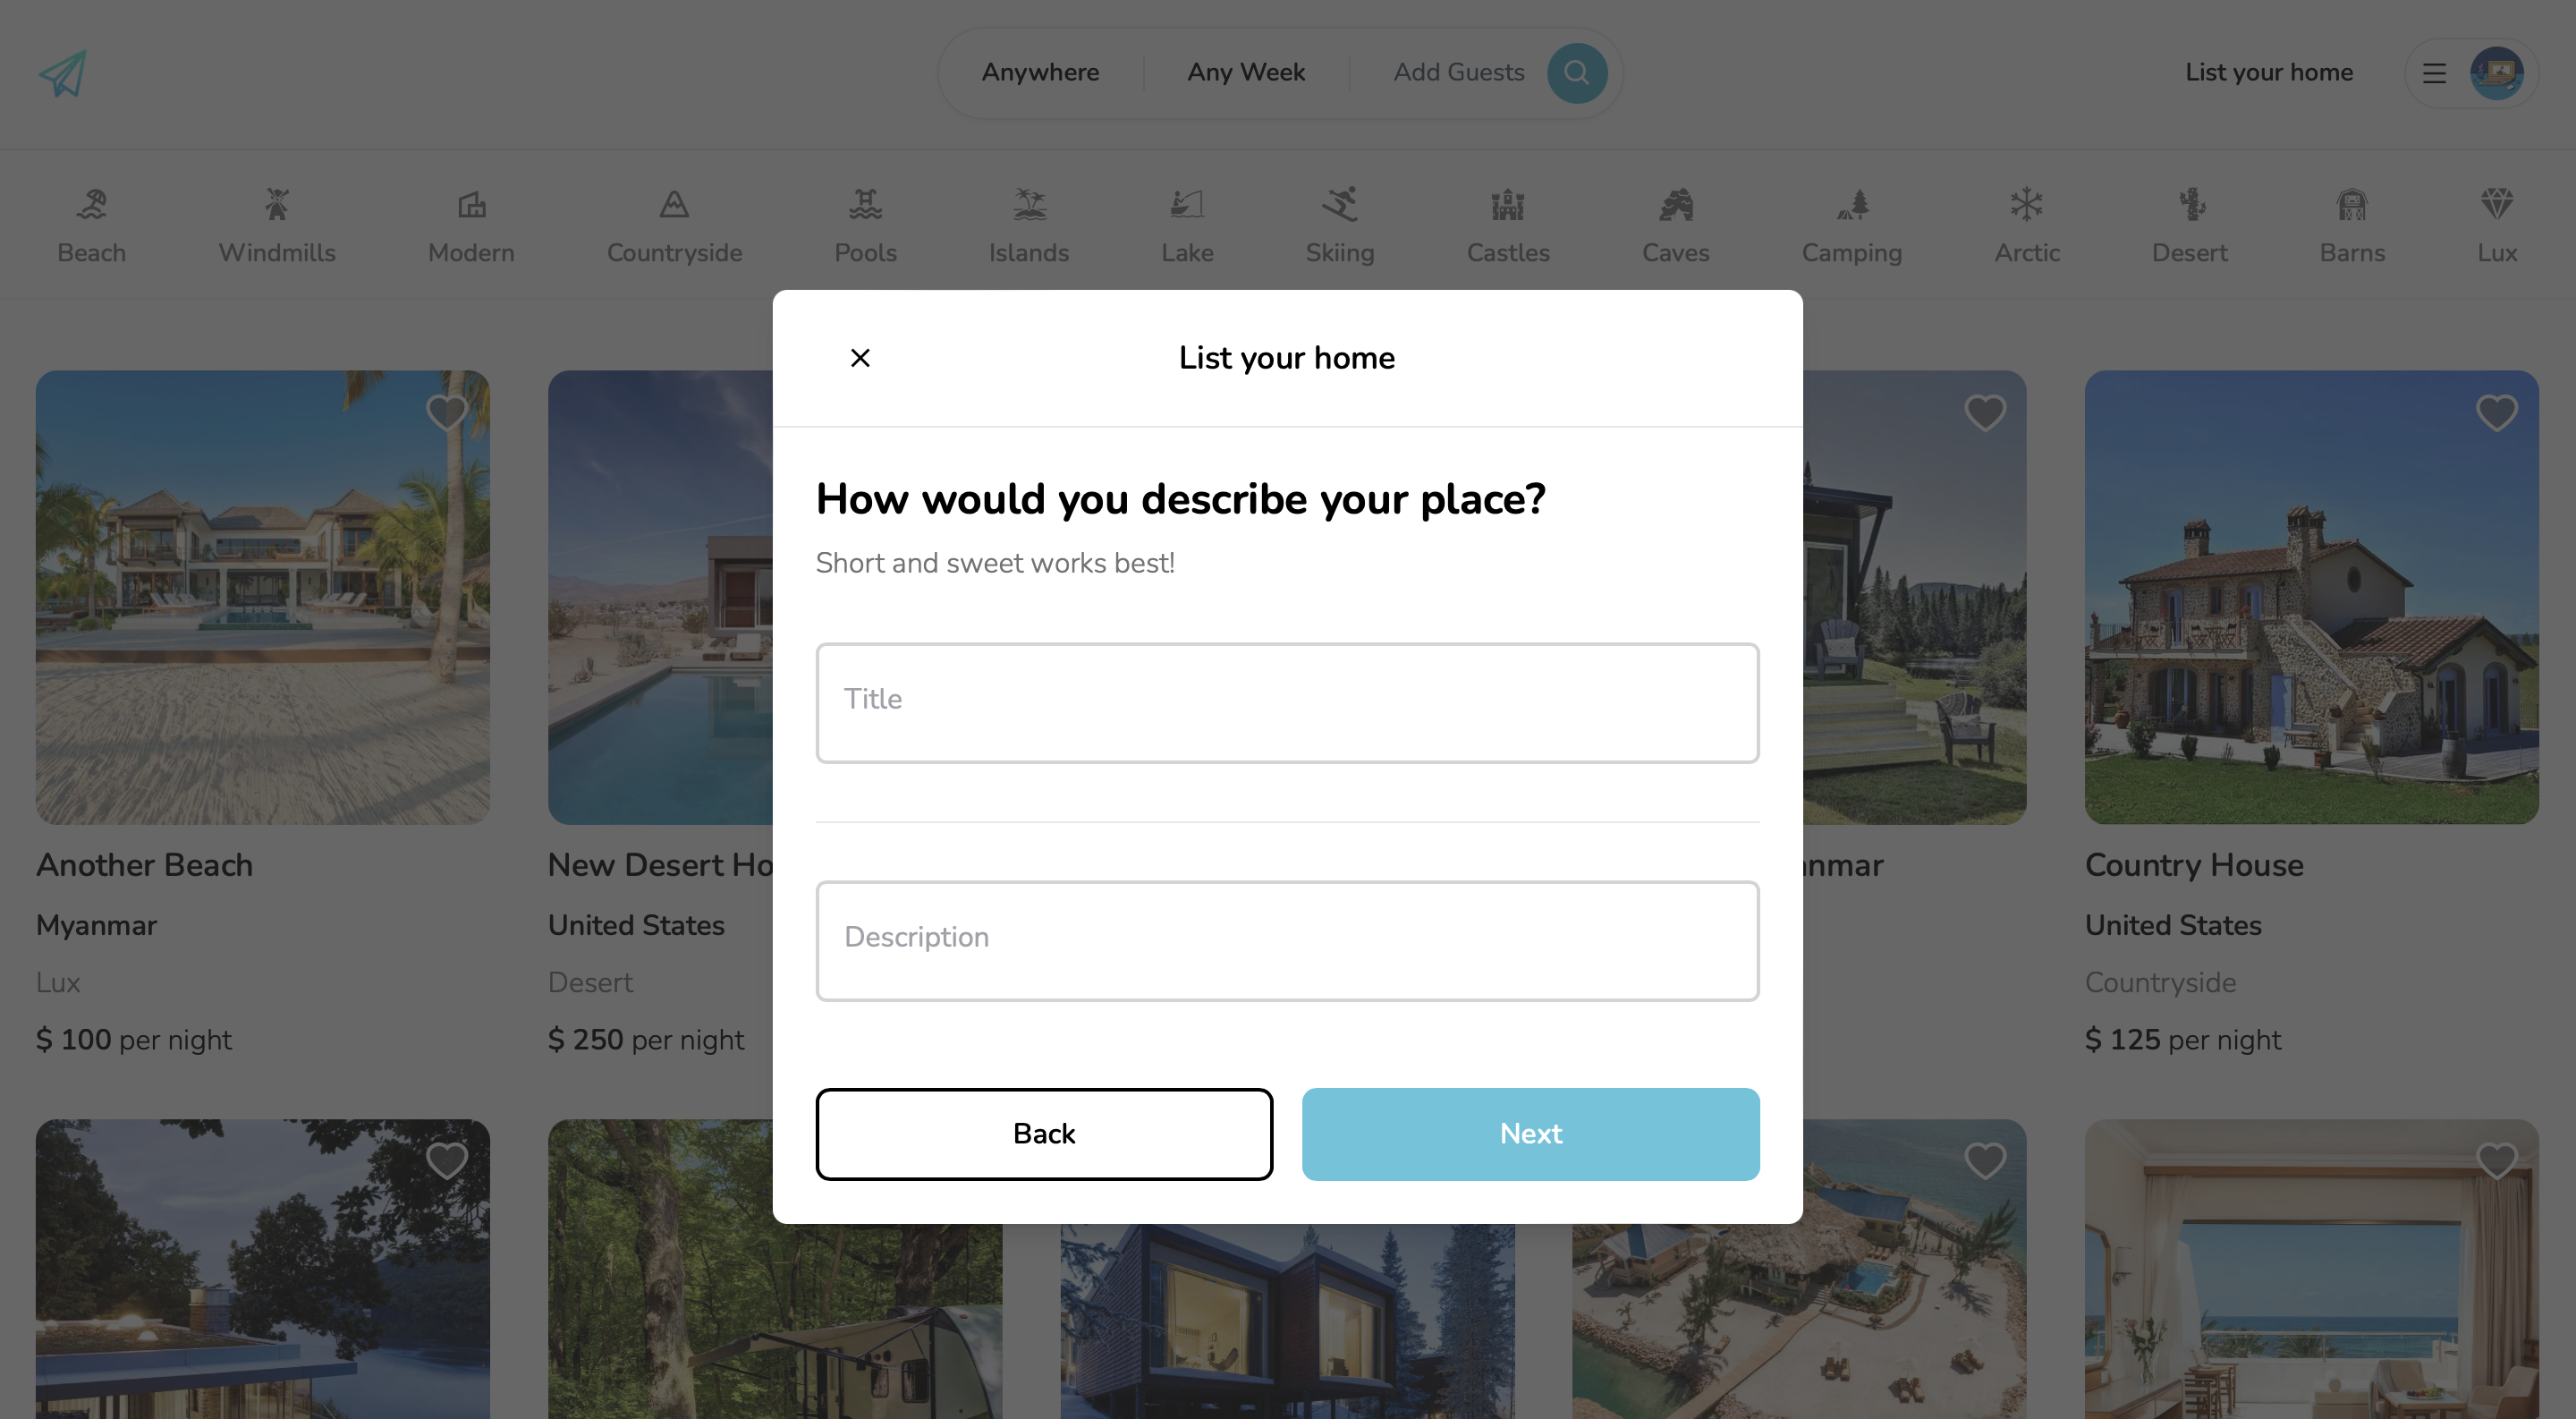 Anywhere
Any Week
Add Guests
List your home
Beach
Windmills
Modern
Countryside
Pools
Islands
Lake
Skiing
Castles
Caves
Camping
Arctic
Desert
Barns
Lux
List your home
How would you describe your place?
Short and sweet works best!
Title
Description
Back
Next
Another Beach
Myanmar
Lux
$ 100 per night
New Desert Ho
United States
Desert
$ 250 per night
anmar
Country House
United States
Countryside
$ 125 per night